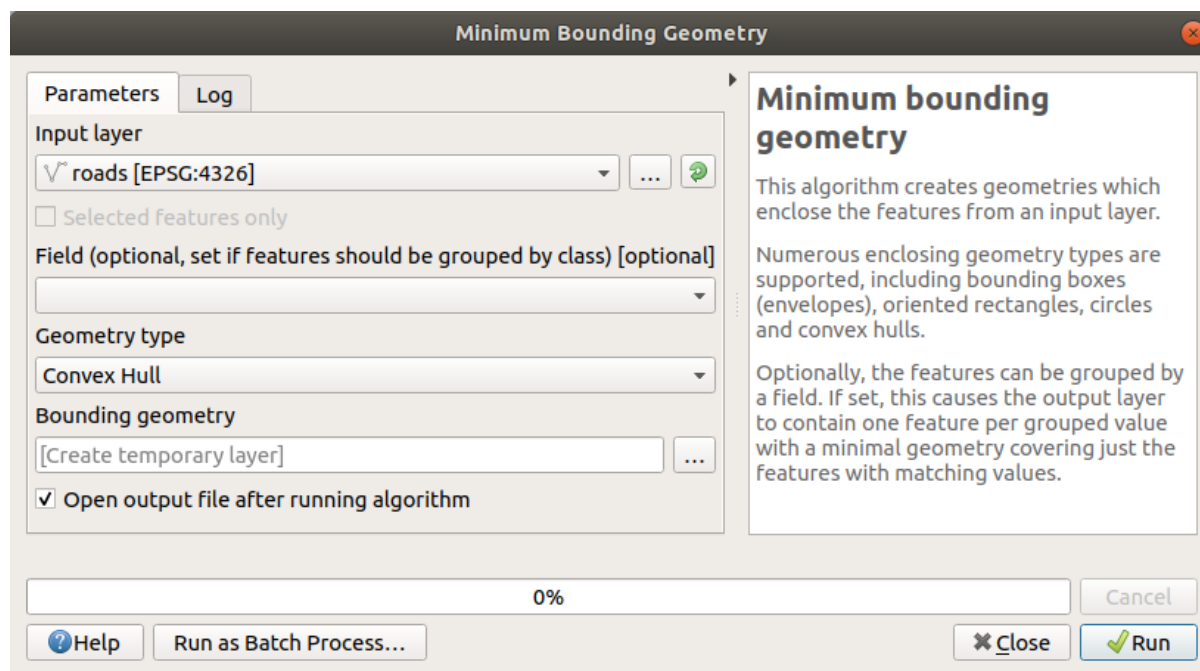 Minimum Bounding Geometry
Parameters
Log
Input layer
roads [EPSG:4326]
...
Selected features only
Field (optional, set if features should be grouped by class) [optional]
Geometry type
Convex Hull
Bounding geometry
[Create temporary layer]
...
Open output file after running algorithm
Minimum bounding
geometry
This algorithm creates geometries which
enclose the features from an input layer.
Numerous enclosing geometry types are
supported, including bounding boxes
(envelopes), oriented rectangles, circles
and convex hulls.
Optionally, the features can be grouped by
a field. If set, this causes the output layer
to contain one feature per grouped value
with a minimal geometry covering just the
features with matching values.
0%
Cancel
Help
Run as Batch Process...
Close
Run